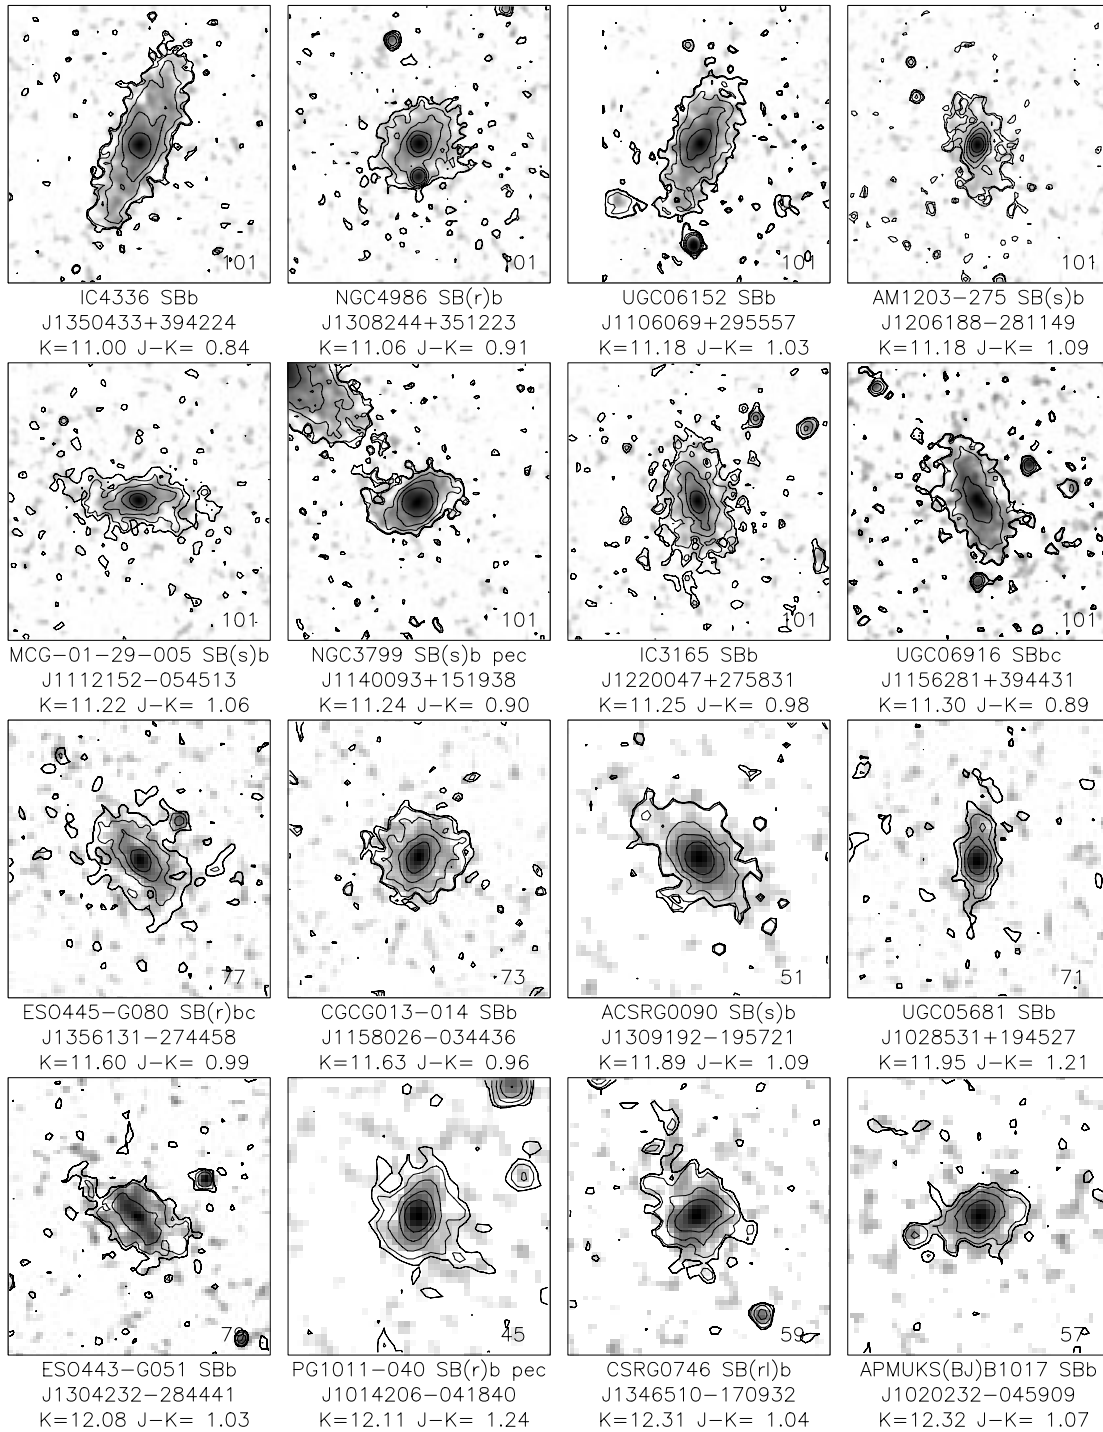 101 101 101 101
IC4336 SBb NGC4986 SB(r)b UGC06152 SBb AM1203-275 SB(s)b
J1350433+394224 J1308244+351223 J1106069+295557 J1206188-281149
K=11.00 J-K= 0.84 K=11.06 J-K= 0.91 K=11.18 J-K= 1.03 K=11.18 J-K= 1.09
101 101 101 101
MCG-01-29-005 SB(s)b NGC3799 SB(s)b pec IC3165 SBb UGC06916 SBbc
J1112152-054513 J1140093+151938 J1220047+275831 J1156281+394431
K=11.22 J-K= 1.06 K=11.24 J-K= 0.90 K=11.25 J-K= 0.98 K=11.30 J-K= 0.89
77 73 51 71
ESO445-G080 SB(r)bc CGCG013-014 SBb ACSRG0090 SB(s)b UGC05681 SBb
J1356131-274458 J1158026-034436 J1309192-195721 J1028531+194527
K=11.60 J-K= 0.99 K=11.63 J-K= 0.96 K=11.89 J-K= 1.09 K=11.95 J-K= 1.21
45 59 57
ESO443-G051 SBb PG1011-040 SB(r)b pec CSRG0746 SB(rl)b APMUKS(BJ)B1017 SBb
J1304232-284441 J1014206-041840 J1346510-170932 J1020232-045909
K=12.08 J-K= 1.03 K=12.11 J-K= 1.24 K=12.31 J-K= 1.04 K=12.32 J-K= 1.07